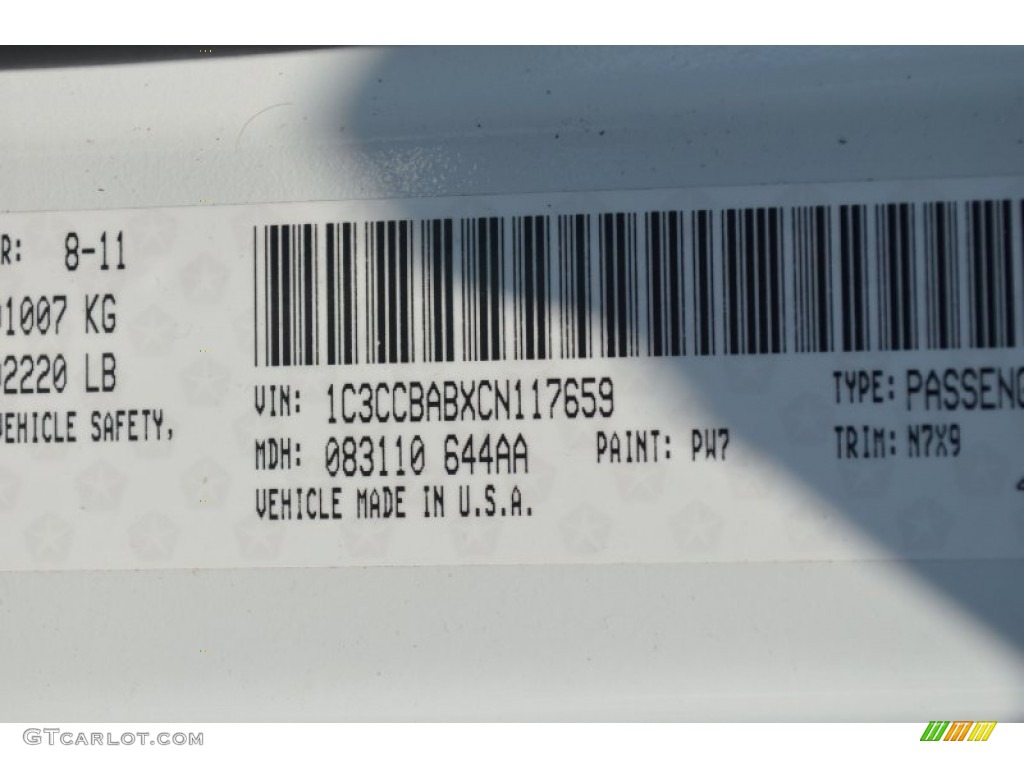 R: 8-11
1007 KG
2220 LB
VEHICLE SAFETY,
VIN: 1C3CCBABXCN117659 TYPE: PASSENG
MDH: 083110 644AA PAINT: PW7 TRIM: N7X9
VEHICLE MADE IN U.S.A.
GTCARLOT.COM